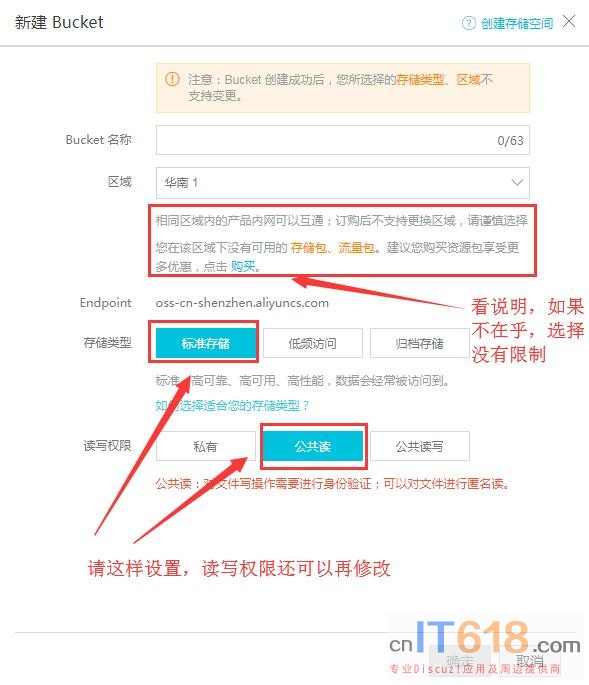 新建 Bucket
创建存储空间
注意：Bucket 创建成功后，您所选择的存储类型、区域不
支持变更。
Bucket 名称
0/63
区域
华南 1
相同区域内的产品内网可以互通；订购后不支持更换区域，请谨慎选择
您在该区域下没有可用的 存储包、流量包。建议您购买资源包享受更
多优惠，点击 购买。
Endpoint
oss-cn-shenzhen.aliyuncs.com
看说明，如果
不在乎，选择
没有限制
存储类型
标准存储
低频访问
归档存储
标准：高可靠、高可用、高性能，数据会经常被访问到。
如何选择适合您的存储类型？
读写权限
私有
公共读
公共读写
公共读：对文件写操作需要进行身份验证；可以对文件进行匿名读。
请这样设置，读写权限还可以再修改
cnIT618.com
确定
取消
专业Discuz!应用及周边提供商